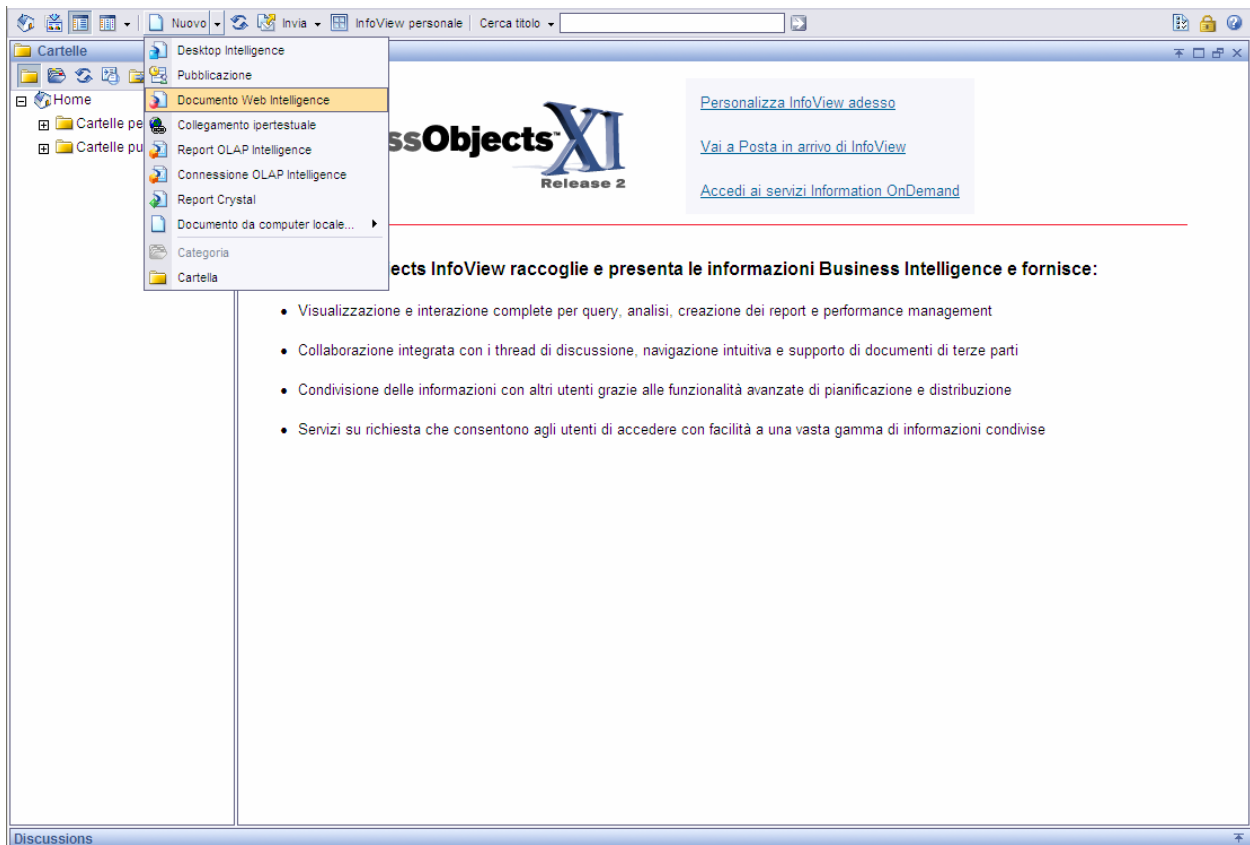 Nuovo Invia InfoView personale Cerca titolo
Cartelle
Desktop Intelligence
Pubblicazione
Documento Web Intelligence
Collegamento ipertestuale
Report OLAP Intelligence
Connessione OLAP Intelligence
Report Crystal
Documento da computer locale...
Categoria
Cartella
Home
Cartelle pe
Cartelle pu
ssObjects XI
Release 2
Personalizza InfoView adesso
Vai a Posta in arrivo di InfoView
Accedi ai servizi Information OnDemand
ects InfoView raccoglie e presenta le informazioni Business Intelligence e fornisce:
• Visualizzazione e interazione complete per query, analisi, creazione dei report e performance management
• Collaborazione integrata con i thread di discussione, navigazione intuitiva e supporto di documenti di terze parti
• Condivisione delle informazioni con altri utenti grazie alle funzionalità avanzate di pianificazione e distribuzione
• Servizi su richiesta che consentono agli utenti di accedere con facilità a una vasta gamma di informazioni condivise
Discussions